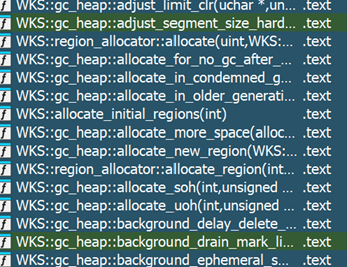 f WKS::gc_heap::adjust_limit_clr(uchar *,un... .text
f WKS::gc_heap::adjust_segment_size_hard... .text
f WKS::region_allocator::allocate(uint,WKS:... .text
f WKS::gc_heap::allocate_for_no_gc_after_... .text
f WKS::gc_heap::allocate_in_condemned_g... .text
f WKS::gc_heap::allocate_in_older_generati... .text
f WKS::allocate_initial_regions(int) .text
f WKS::gc_heap::allocate_more_space(alloc... .text
f WKS::gc_heap::allocate_new_region(WKS:... .text
f WKS::region_allocator::allocate_region(int... .text
f WKS::gc_heap::allocate_soh(int,unsigned ... .text
f WKS::gc_heap::allocate_uoh(int,unsigned ... .text
f WKS::gc_heap::background_delay_delete_... .text
f WKS::gc_heap::background_drain_mark_li... .text
f WKS::gc_heap::background_ephemeral_s... .text